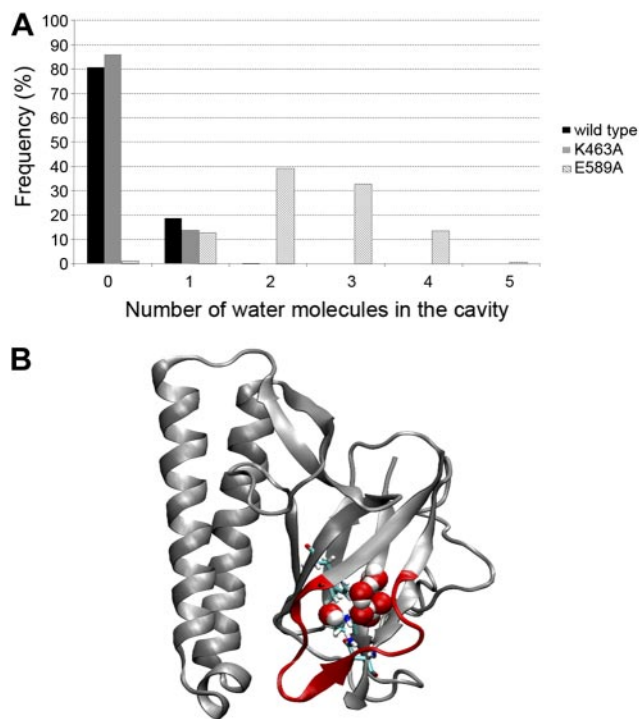 A
Frequency (%)
100
90
80
70
60
50
40
30
20
10
0
0 1 2 3 4 5
Number of water molecules in the cavity
wild type
K463A
E589A
B